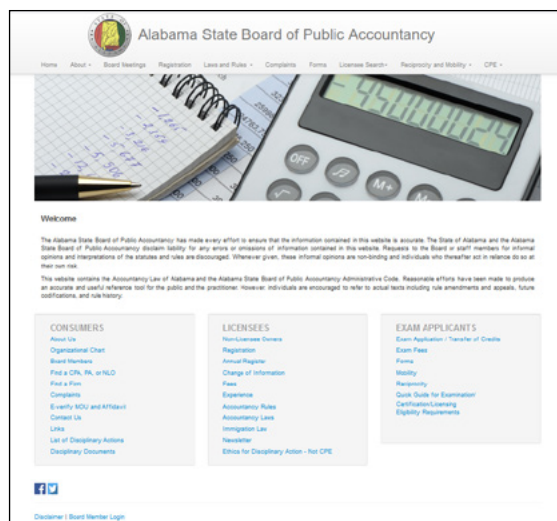 Alabama State Board of Public Accountancy
Home About Board Meetings Registration Laws and Rules Complaints Forms Licensee Search Reciprocity and Mobility CPE
OFF
M+
Welcome
The Alabama State Board of Public Accountancy has made every effort to ensure that the information contained in this website is accurate. The State of Alabama and the Alabama
State Board of Public Accountancy disclaim liability for any errors or omissions of information contained in this website. Requests to the Board or staff members for informal
opinions and interpretations of the statutes and rules are discouraged. Whenever given, these informal opinions are non-binding and individuals who thereafter act in reliance do so at
their own risk.
This website contains the Accountancy Law of Alabama and the Alabama State Board of Public Accountancy Administrative Code. Reasonable efforts have been made to produce
an accurate and useful reference tool for the public and the practitioner. However, individuals are encouraged to refer to actual texts including rule amendments and appeals, future
codifications, and rule history.
CONSUMERS
About Us
Organizational Chart
Board Members
Find a CPA, PA, or NLO
Find a Firm
Complaints
E-verify MOU and Affidavit
Contact Us
Links
List of Disciplinary Actions
Disciplinary Documents
LICENSEES
Non-Licensee Owners
Registration
Annual Register
Change of Information
Fees
Experience
Accountancy Rules
Accountancy Laws
Immigration Law
Newsletter
Ethics for Disciplinary Action - Not CPE
EXAM APPLICANTS
Exam Application / Transfer of Credits
Exam Fees
Forms
Mobility
Reciprocity
Quick Guide for Examination
Certification/Licensing
Eligibility Requirements
Disclaimer | Board Member Login